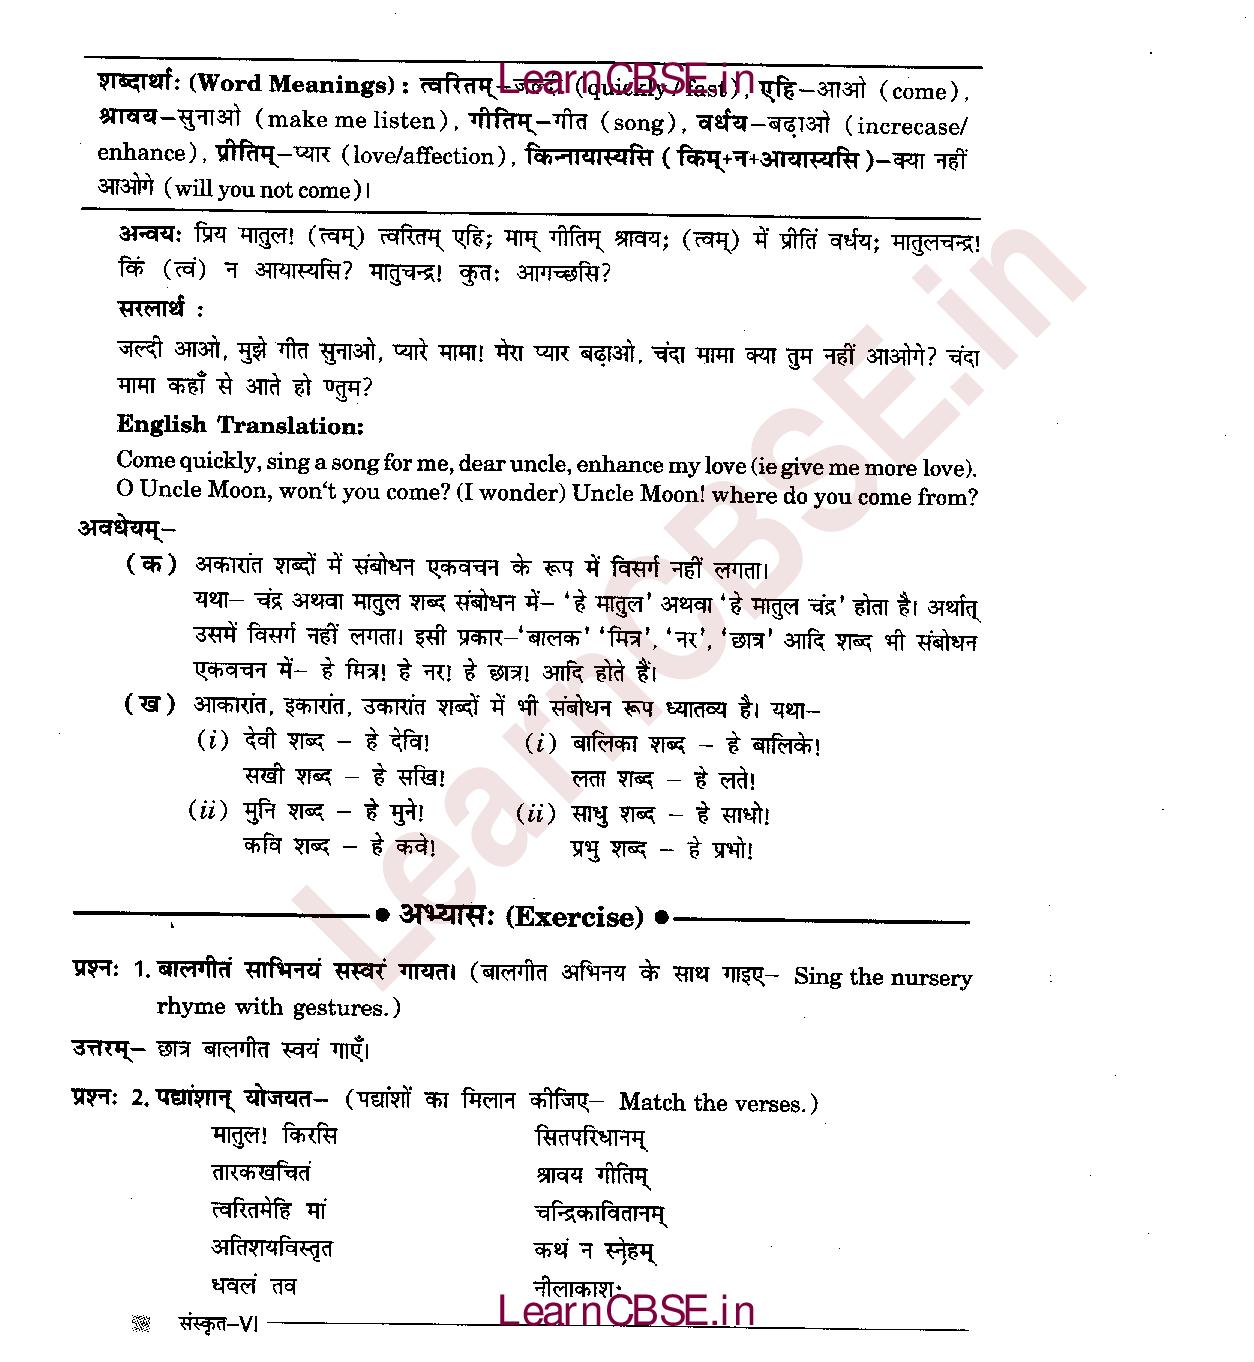 शब्दार्थाः (Word Meanings) : त्वरितम्–जल्दी (quickly / fast), एहि–आओ (come),
LearnCBSE.in
श्रावय–सुनाओ (make me listen), गीतिम्–गीत (song), वर्धय–बढ़ाओ (increcase/
enhance), प्रीतिम्–प्यार (love/affection), किन्नायास्यसि (किम्+न+आयास्यसि)–क्या नहीं
आओगे (will you not come)।
अन्वयः प्रिय मातुल! (त्वम्) त्वरितम् एहि; माम् गीतिम् श्रावय; (त्वम्) में प्रीतिं वर्धय; मातुलचन्द्र!
किं (त्वं) न आयास्यसि? मातुचन्द्र! कुतः आगच्छसि?
सरलार्थ :
जल्दी आओ, मुझे गीत सुनाओ, प्यारे मामा! मेरा प्यार बढ़ाओ, चंदा मामा क्या तुम नहीं आओगे? चंदा
मामा कहाँ से आते हो ण्तुम?
English Translation:
Come quickly, sing a song for me, dear uncle, enhance my love (ie give me more love).
O Uncle Moon, won‘t you come? (I wonder) Uncle Moon! where do you come from?
अवधेयम्–
(क) अकारांत शब्दों में संबोधन एकवचन के रूप में विसर्ग नहीं लगता।
यथा– चंद्र अथवा मातुल शब्द संबोधन में– ‘हे मातुल’ अथवा ‘हे मातुल चंद्र’ होता है। अर्थात्
उसमें विसर्ग नहीं लगता। इसी प्रकार–‘बालक’ ‘मित्र’, ‘नर’, ‘छात्र’ आदि शब्द भी संबोधन
एकवचन में– हे मित्र! हे नर! हे छात्र! आदि होते हैं।
(ख) आकारांत, इकारांत, उकारांत शब्दों में भी संबोधन रूप ध्यातव्य है। यथा–
(i) देवी शब्द – हे देवि! (i) बालिका शब्द – हे बालिके!
सखी शब्द – हे सखि! लता शब्द – हे लते!
(ii) मुनि शब्द – हे मुने! (ii) साधु शब्द – हे साधो!
कवि शब्द – हे कवे! प्रभु शब्द – हे प्रभो!
LearnCBSE.in
● अभ्यासः (Exercise) ●
प्रश्नः 1. बालगीतं साभिनयं सस्वरं गायत। (बालगीत अभिनय के साथ गाइए– Sing the nursery
rhyme with gestures.)
उत्तरम्– छात्र बालगीत स्वयं गाएँ।
प्रश्नः 2. पद्यांशान् योजयत– (पद्यांशों का मिलान कीजिए– Match the verses.)
मातुल! किरसि सितपरिधानम्
तारकखचितं श्रावय गीतिम्
त्वरितमेहि मां चन्द्रिकावितानम्
अतिशयविस्तृत कथं न स्नेहम्
धवलं तव नीलाकाशः
LearnCBSE.in
संस्कृत–VI